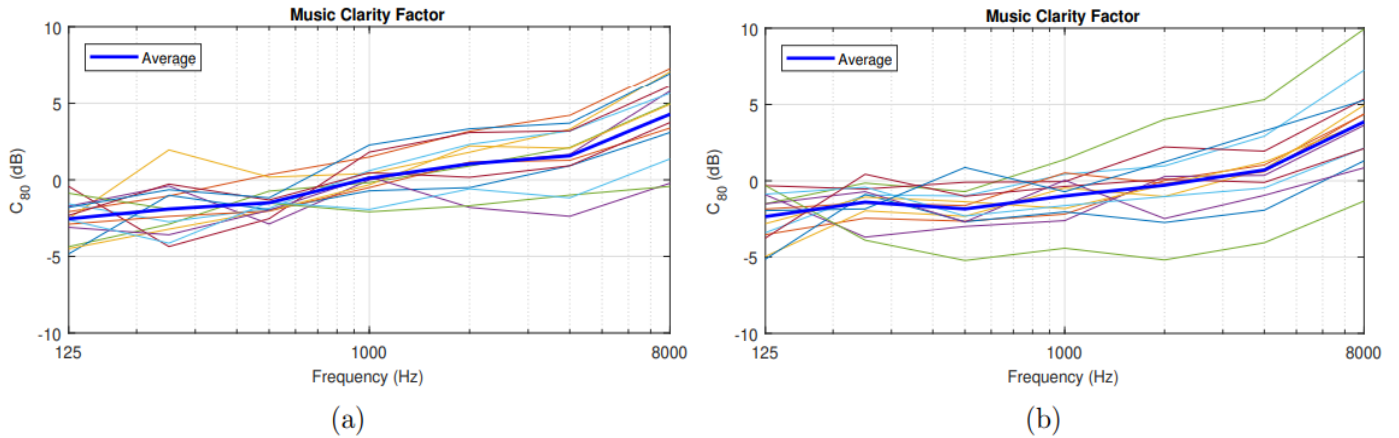 Music Clarity Factor
Average
10
5
0
-5
-10
C80 (dB)
125
1000
8000
Frequency (Hz)
(a)
Music Clarity Factor
Average
10
5
0
-5
-10
C80 (dB)
125
1000
8000
Frequency (Hz)
(b)